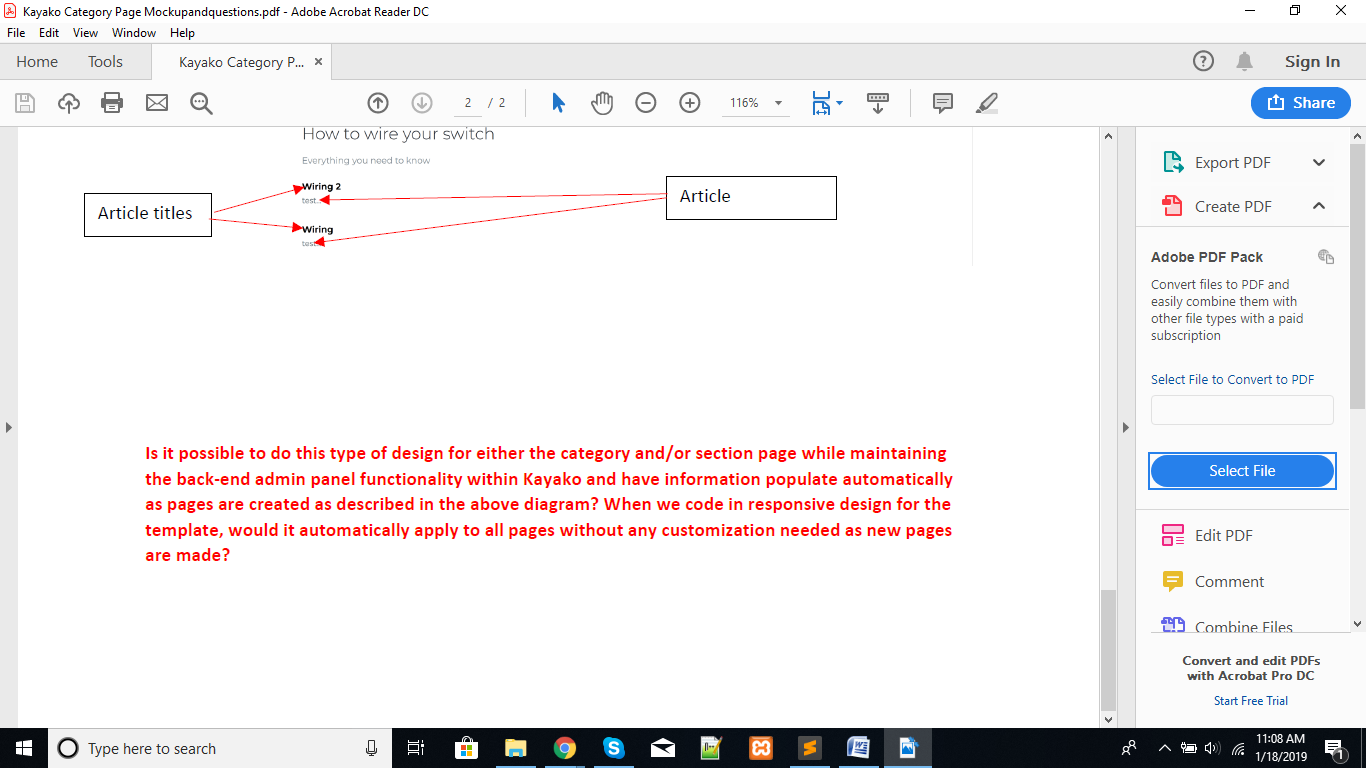 Kayako Category Page Mockupandquestions.pdf - Adobe Acrobat Reader DC
File Edit View Window Help
Home Tools Kayako Category P... × Sign In
2 / 2 116% Share
How to wire your switch
Everything you need to know
Wiring 2
test.
Wiring
test
Article titles
Article
Is it possible to do this type of design for either the category and/or section page while maintaining
the back-end admin panel functionality within Kayako and have information populate automatically
as pages are created as described in the above diagram? When we code in responsive design for the
template, would it automatically apply to all pages without any customization needed as new pages
are made?
Export PDF
Create PDF
Adobe PDF Pack
Convert files to PDF and
easily combine them with
other file types with a paid
subscription
Select File to Convert to PDF
Select File
Edit PDF
Comment
Combine Files
Convert and edit PDFs
with Acrobat Pro DC
Start Free Trial
Type here to search
11:08 AM
1/18/2019
1